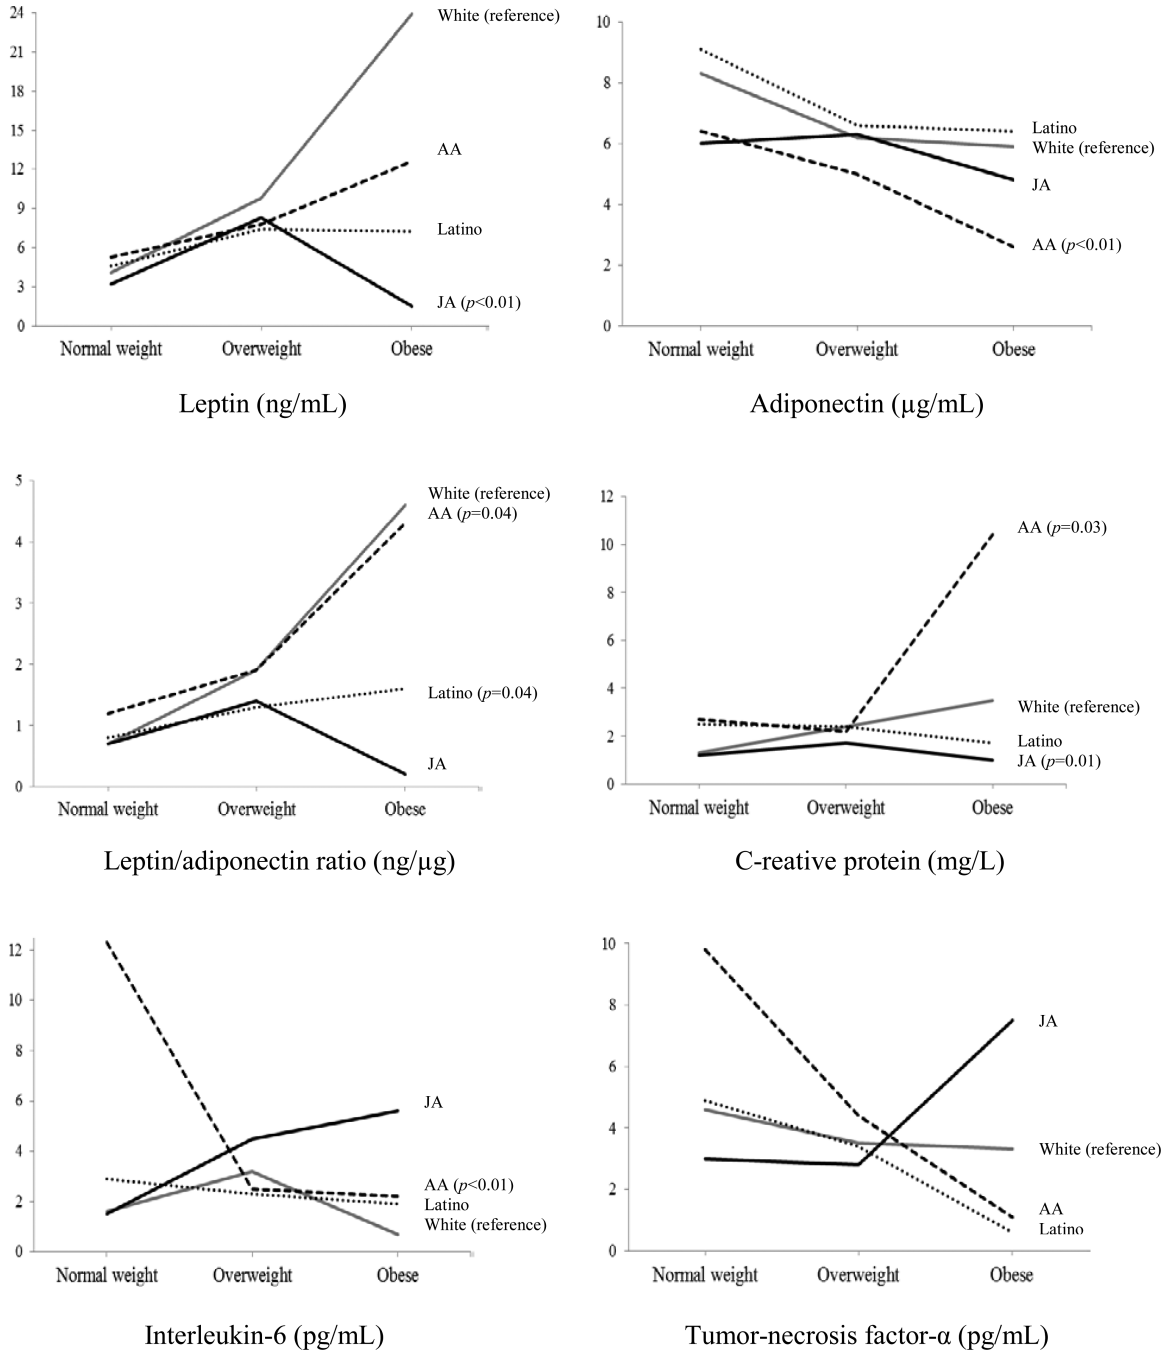 24
21
18
15
12
9
6
3
0
White (reference)
AA
Latino
JA (p<0.01)
Normal weight Overweight Obese
Leptin (ng/mL)
10
8
6
4
2
0
Latino
White (reference)
JA
AA (p<0.01)
Normal weight Overweight Obese
Adiponectin (µg/mL)
5
4
3
2
1
0
White (reference)
AA (p=0.04)
Latino (p=0.04)
JA
Normal weight Overweight Obese
Leptin/adiponectin ratio (ng/µg)
12
10
8
6
4
2
0
AA (p=0.03)
White (reference)
Latino
JA (p=0.01)
Normal weight Overweight Obese
C-reative protein (mg/L)
12
10
8
6
4
2
0
JA
AA (p<0.01)
Latino
White (reference)
Normal weight Overweight Obese
Interleukin-6 (pg/mL)
10
8
6
4
2
0
JA
White (reference)
AA
Latino
Normal weight Overweight Obese
Tumor-necrosis factor-α (pg/mL)